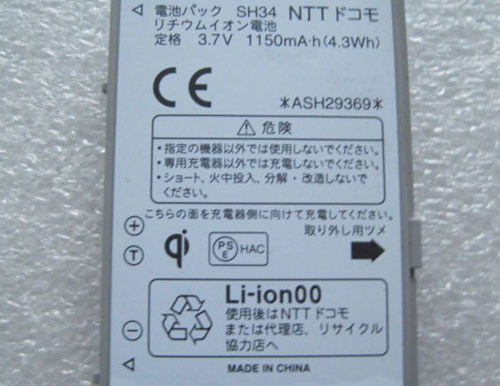 電池パック SH34 NTTドコモ
リチウムイオン電池
定格 3.7V 1150mA·h(4.3Wh)
CE
*ASH29369*
⚠ 危険
・指定の機器以外では使用しないでください。
・専用充電器以外では充電しないでください。
・ショート、火中投入、分解・改造しないで
ください。
こちらの面を充電器側に向けて充電してください。
取り外し用ツメ
+
T
qi
PSE HAC
Li-ion00
使用後はNTTドコモ
または代理店、リサイクル
協力店へ
−
MADE IN CHINA